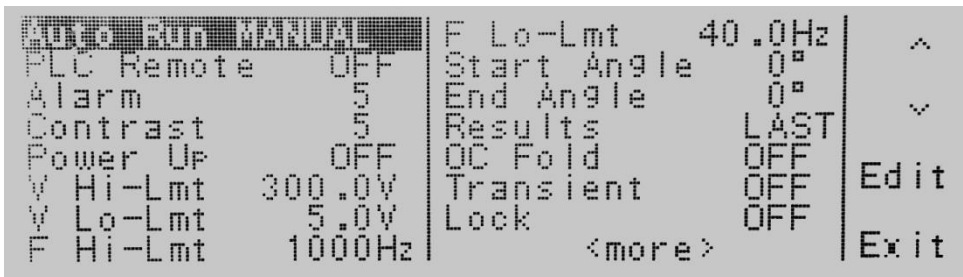 Auto Run MANUAL
PLC Remote OFF
Alarm 5
Contrast 5
Power Up OFF
V Hi-Lmt 300.0V
V Lo-Lmt 5.0V
F Hi-Lmt 1000Hz
F Lo-Lmt 40.0Hz
Start Angle 0°
End Angle 0°
Results LAST
OC Fold OFF
Transient OFF
Lock OFF
<more>
^
v
Edit
Exit